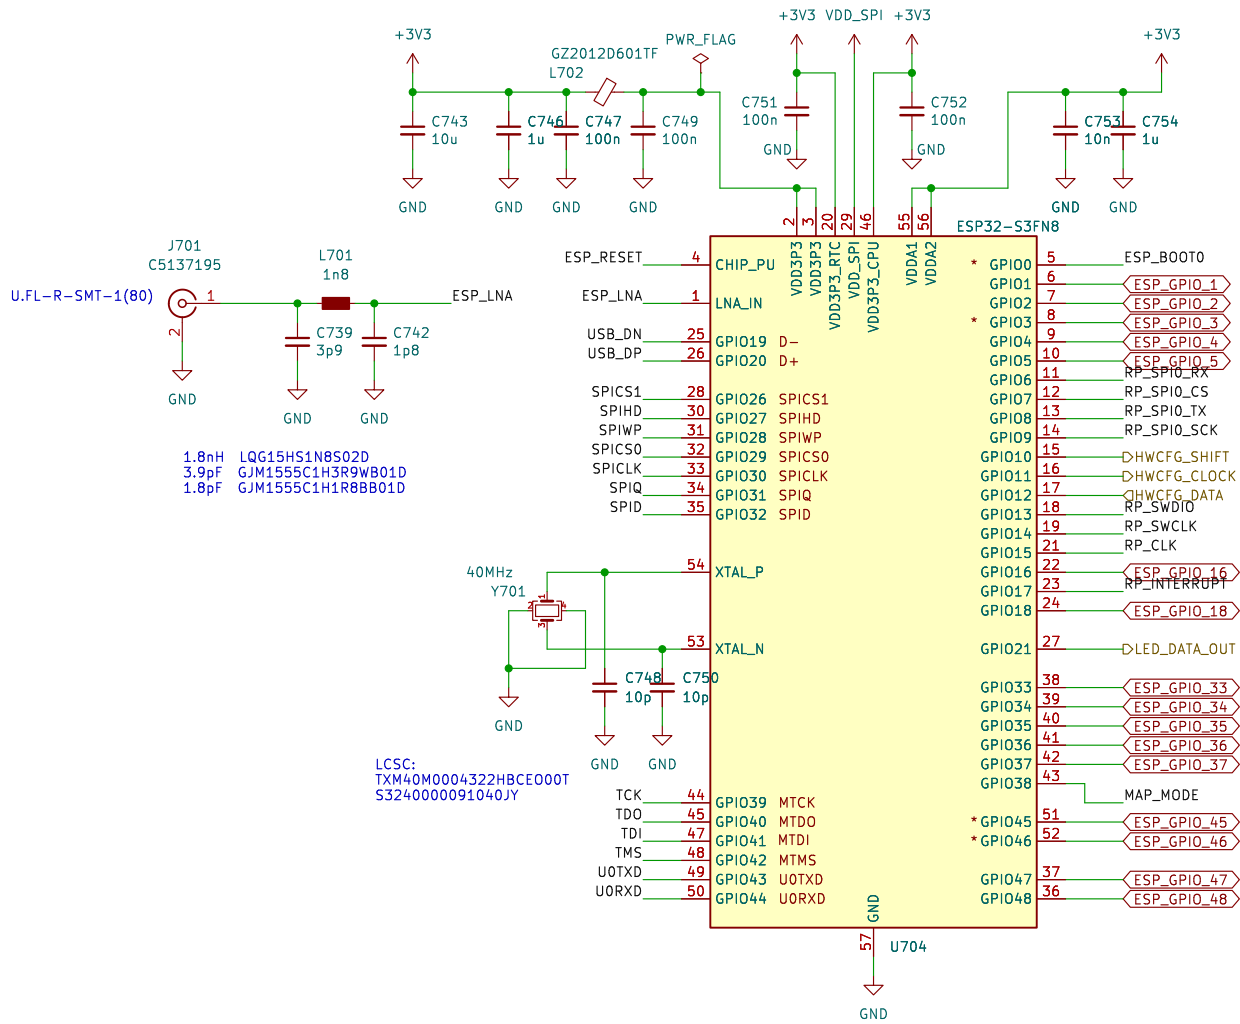 +3V3 VDD_SPI +3V3
+3V3
+3V3
PWR_FLAG
GZ2012D601TF
L702
C743
10u
C746
1u
C747
100n
C749
100n
C751
100n
C752
100n
C753
10n
C754
1u
GND
GND
GND
GND
GND
GND
GND
GND
2
3
20
29
46
55
56
ESP32-S3FN8
VDD3P3
VDD3P3
VDD3P3_RTC
VDD_SPI
VDD3P3_CPU
VDDA1
VDDA2
J701
C5137195
U.FL-R-SMT-1(80)
1
2
GND
L701
1n8
ESP_LNA
C739
3p9
C742
1p8
GND
GND
1.8nH LQG15HS1N8S02D
3.9pF GJM1555C1H3R9WB01D
1.8pF GJM1555C1H1R8BB01D
ESP_RESET 4 CHIP_PU
ESP_LNA 1 LNA_IN
USB_DN 25 GPIO19 D-
USB_DP 26 GPIO20 D+
SPICS1 28 GPIO26 SPICS1
SPIHD 30 GPIO27 SPIHD
SPIWP 31 GPIO28 SPIWP
SPICS0 32 GPIO29 SPICS0
SPICLK 33 GPIO30 SPICLK
SPIQ 34 GPIO31 SPIQ
SPID 35 GPIO32 SPID
54 XTAL_P
53 XTAL_N
40MHz
Y701
1
2
4
3
GND
C748
10p
C750
10p
GND
GND
LCSC:
TXM40M0004322HBCEO00T
S3240000091040JY
TCK 44 GPIO39 MTCK
TDO 45 GPIO40 MTDO
TDI 47 GPIO41 MTDI
TMS 48 GPIO42 MTMS
U0TXD 49 GPIO43 U0TXD
U0RXD 50 GPIO44 U0RXD
* GPIO0 5 ESP_BOOT0
GPIO1 6 ESP_GPIO_1
GPIO2 7 ESP_GPIO_2
* GPIO3 8 ESP_GPIO_3
GPIO4 9 ESP_GPIO_4
GPIO5 10 ESP_GPIO_5
GPIO6 11 RP_SPI0_RX
GPIO7 12 RP_SPI0_CS
GPIO8 13 RP_SPI0_TX
GPIO9 14 RP_SPI0_SCK
GPIO10 15 HWCFG_SHIFT
GPIO11 16 HWCFG_CLOCK
GPIO12 17 HWCFG_DATA
GPIO13 18 RP_SWDIO
GPIO14 19 RP_SWCLK
GPIO15 21 RP_CLK
GPIO16 22 ESP_GPIO_16
GPIO17 23 RP_INTERRUPT
GPIO18 24 ESP_GPIO_18
GPIO21 27 LED_DATA_OUT
GPIO33 38 ESP_GPIO_33
GPIO34 39 ESP_GPIO_34
GPIO35 40 ESP_GPIO_35
GPIO36 41 ESP_GPIO_36
GPIO37 42 ESP_GPIO_37
GPIO38 43 MAP_MODE
* GPIO45 51 ESP_GPIO_45
* GPIO46 52 ESP_GPIO_46
GPIO47 37 ESP_GPIO_47
GPIO48 36 ESP_GPIO_48
GND
57
U704
GND